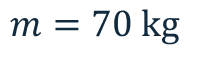 m = 70 kg